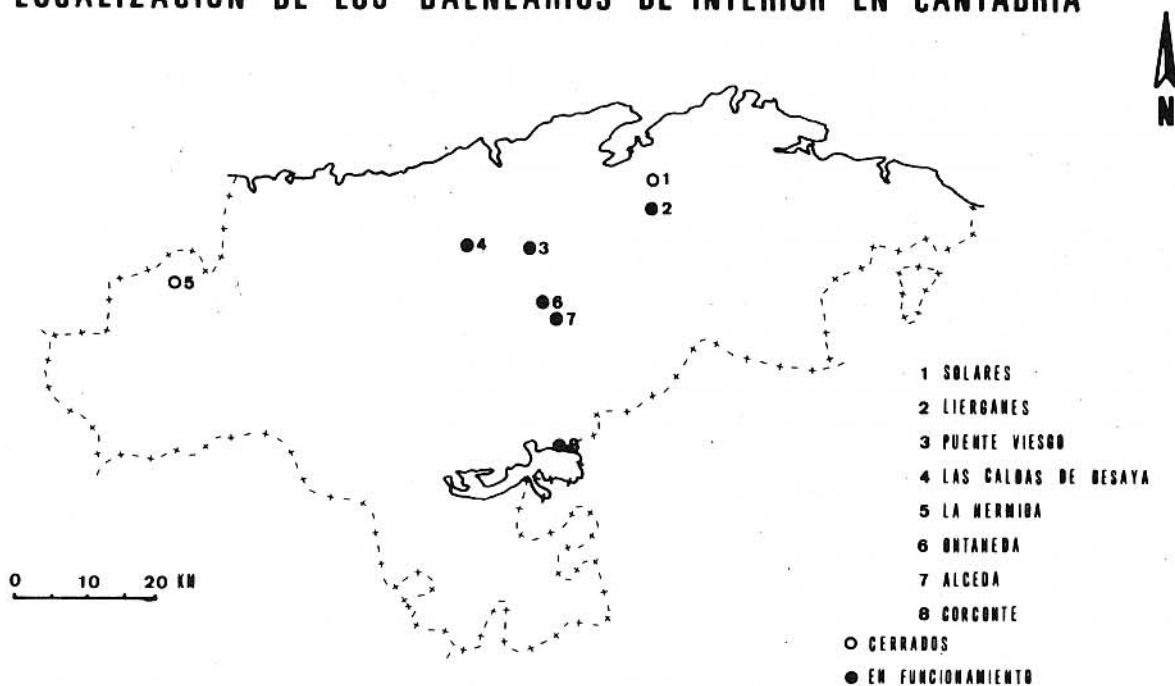 LOCALIZACION DE LOS BALNEARIOS DE INTERIOR EN CANTABRIA
N
1
2
4
3
5
6
7
8
1 SOLARES
2 LIERGANES
3 PUENTE VIESGO
4 LAS CALDAS DE BESAYA
5 LA HERMIDA
6 ONTANEDA
7 ALCEDA
8 CORCONTE
0 10 20 KM
CERRADOS
EN FUNCIONAMIENTO